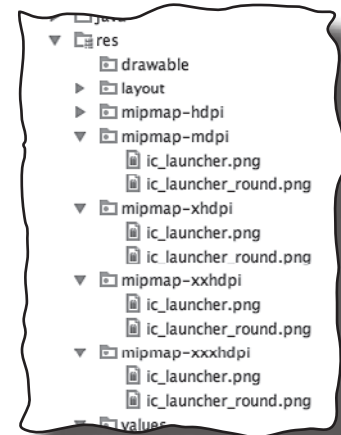 java
res
drawable
layout
mipmap-hdpi
mipmap-mdpi
ic_launcher.png
ic_launcher_round.png
mipmap-xhdpi
ic_launcher.png
ic_launcher_round.png
mipmap-xxhdpi
ic_launcher.png
ic_launcher_round.png
mipmap-xxxhdpi
ic_launcher.png
ic_launcher_round.png
values